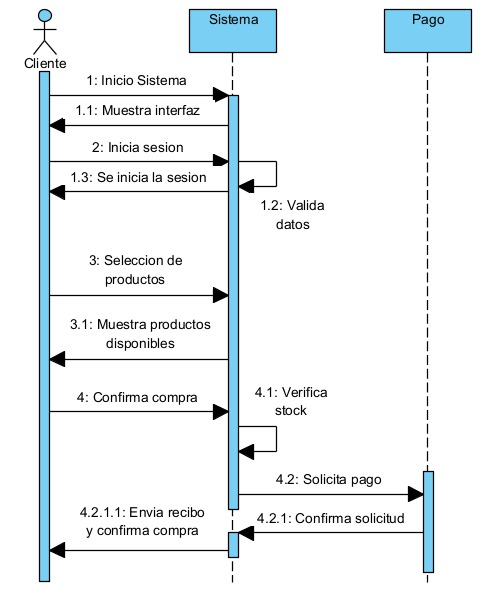 Sistema
Pago
Cliente
1: Inicio Sistema
1.1: Muestra interfaz
2: Inicia sesion
1.3: Se inicia la sesion
1.2: Valida
datos
3: Seleccion de
productos
3.1: Muestra productos
disponibles
4: Confirma compra
4.1: Verifica
stock
4.2: Solicita pago
4.2.1: Confirma solicitud
4.2.1.1: Envia recibo
y confirma compra